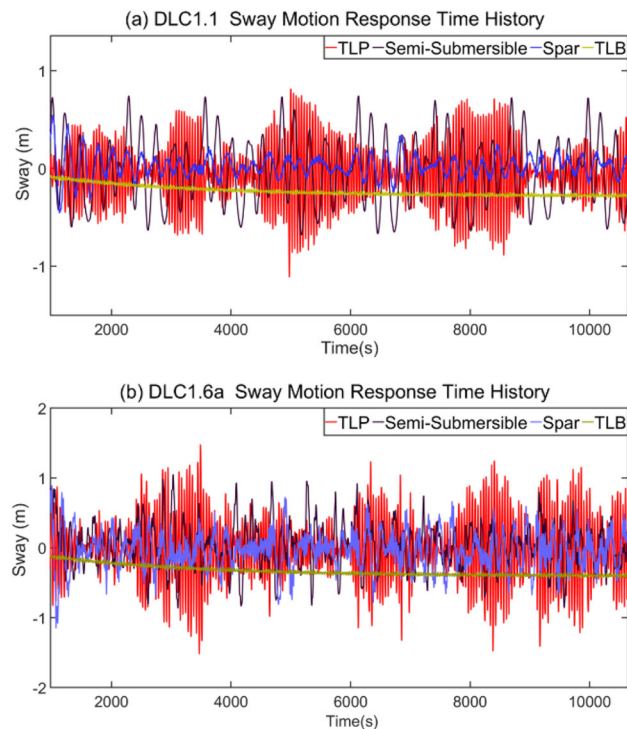 (a) DLC1.1 Sway Motion Response Time History
TLP Semi-Submersible Spar TLB
1
0
-1
Sway (m)
2000 4000 6000 8000 10000
Time(s)
(b) DLC1.6a Sway Motion Response Time History
TLP Semi-Submersible Spar TLB
2
1
0
-1
-2
Sway (m)
2000 4000 6000 8000 10000
Time(s)